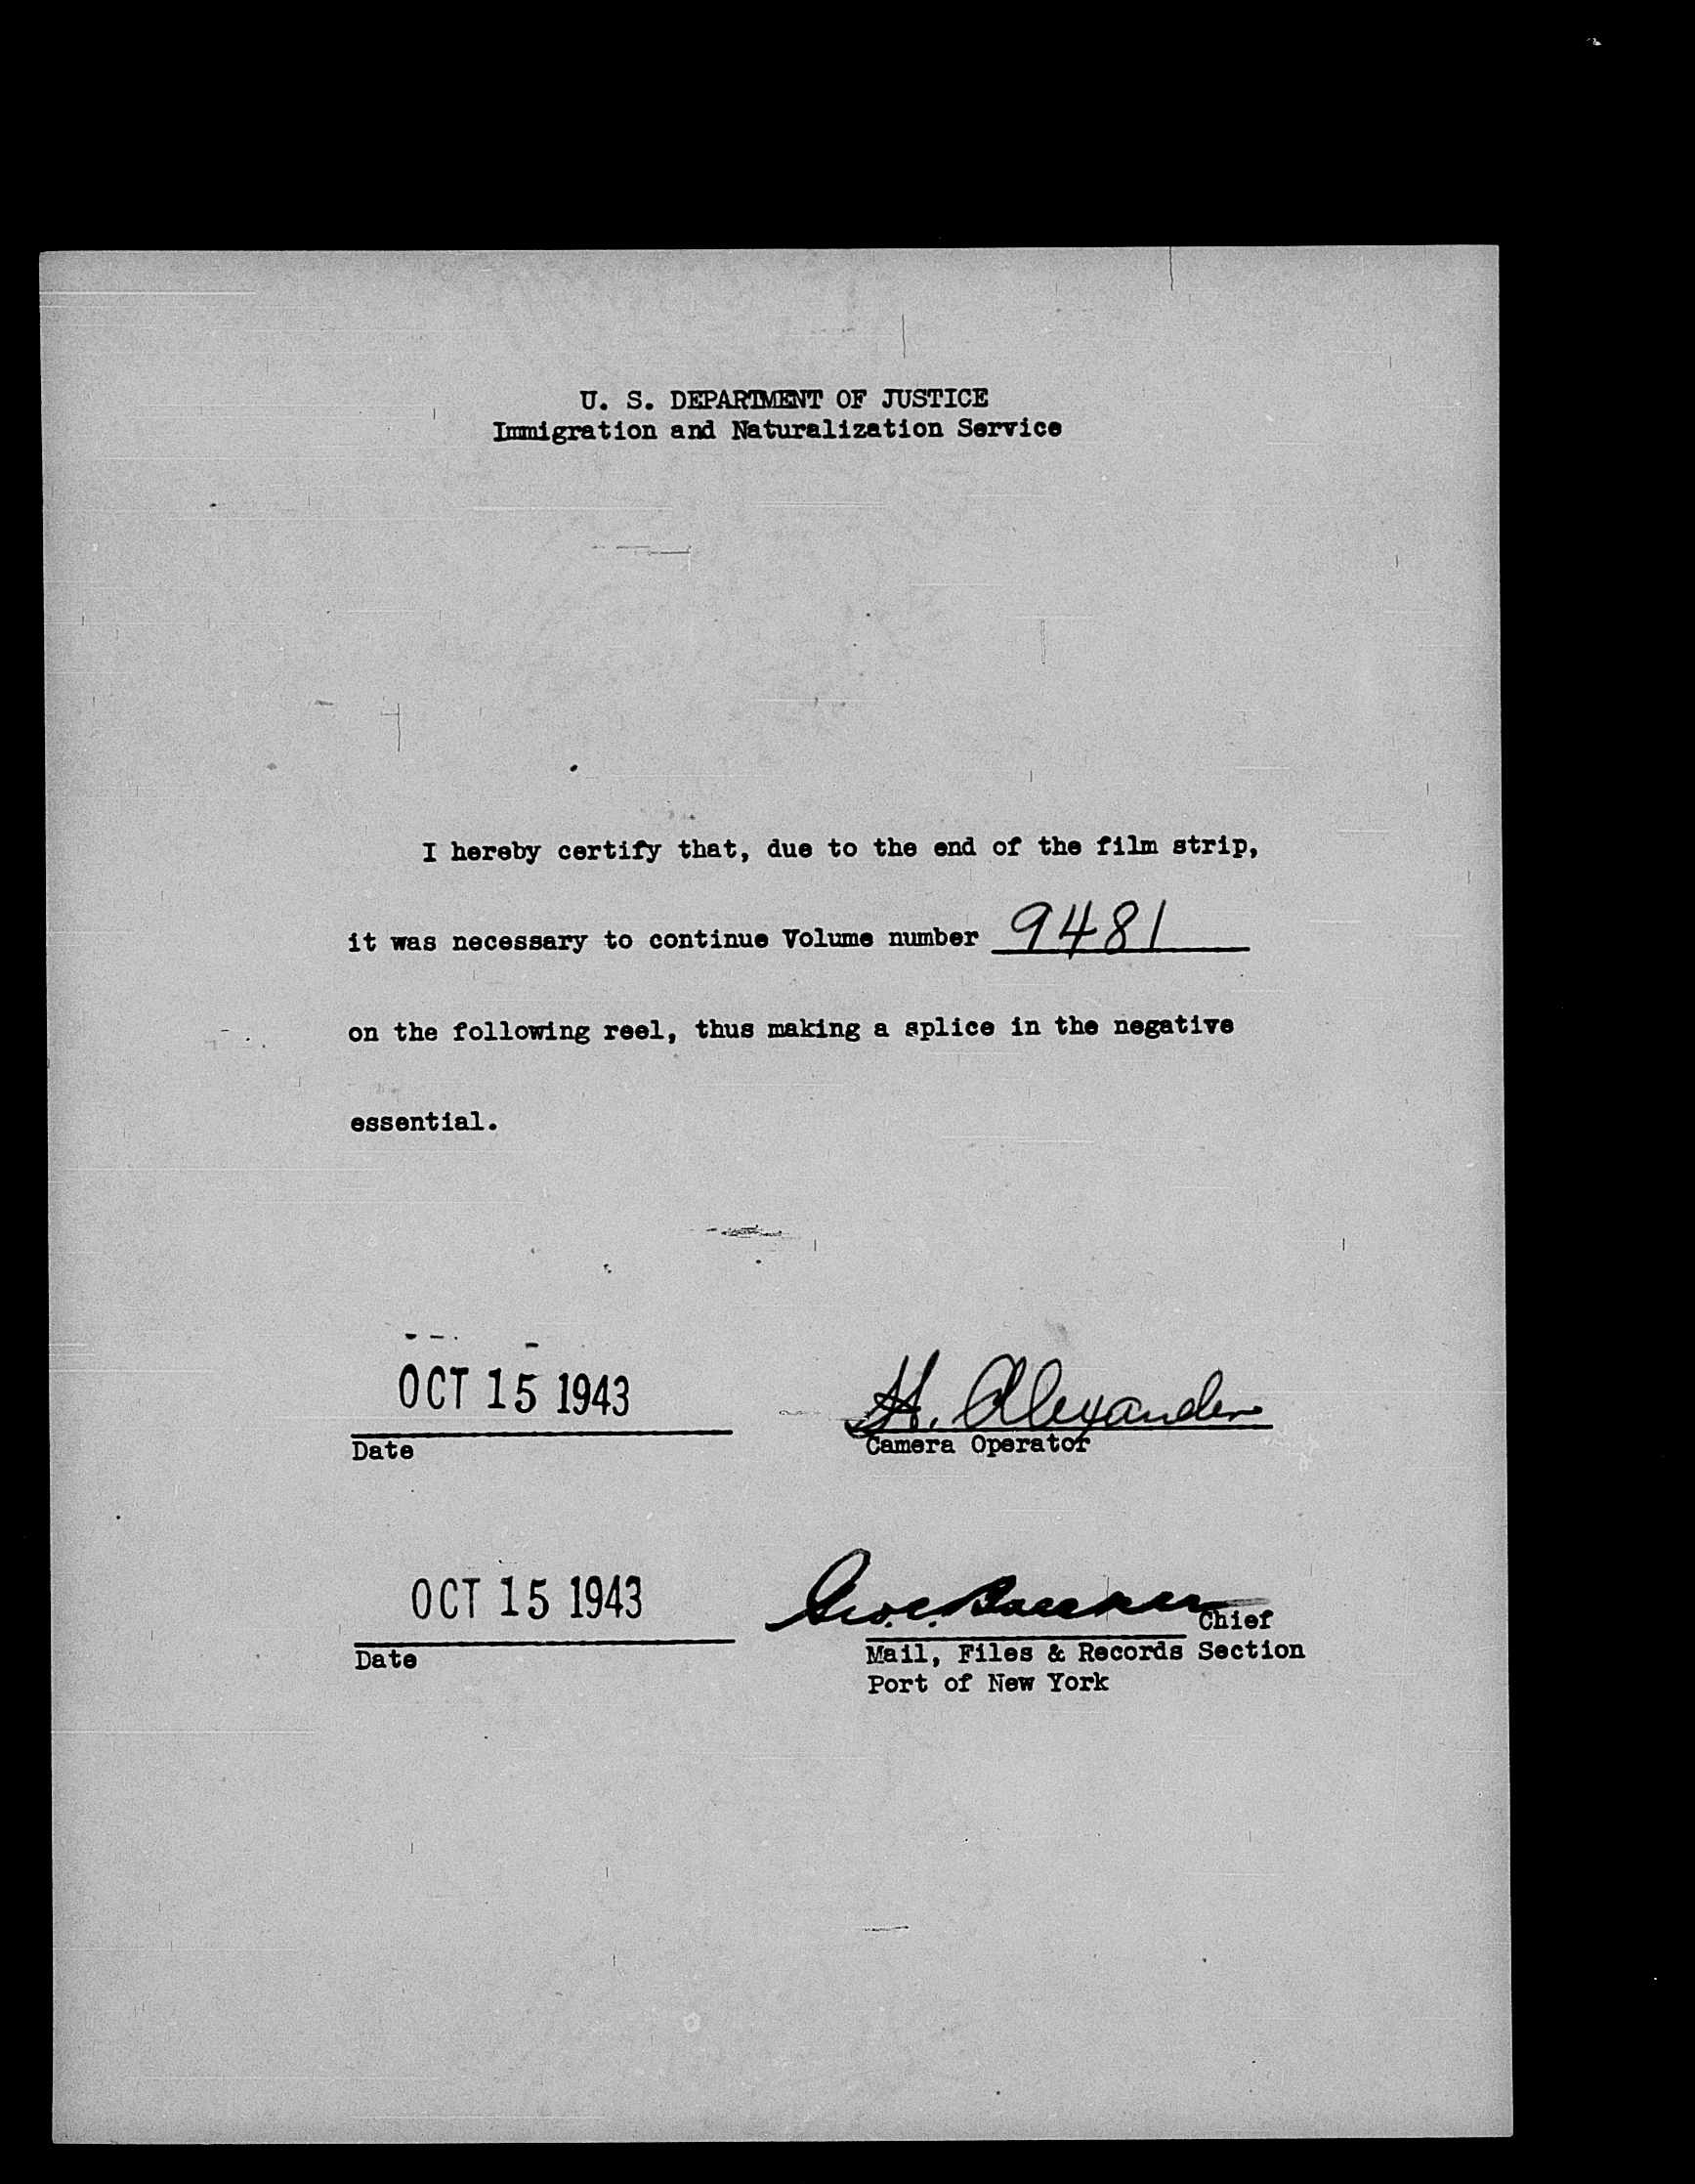 U. S. DEPARTMENT OF JUSTICE
Immigration and Naturalization Service
I hereby certify that, due to the end of the film strip,
it was necessary to continue Volume number 9481
on the following reel, thus making a splice in the negative
essential.
OCT 15 1943 H. Alexander
Date Camera Operator
OCT 15 1943 Chief
Date Mail, Files & Records Section
Port of New York